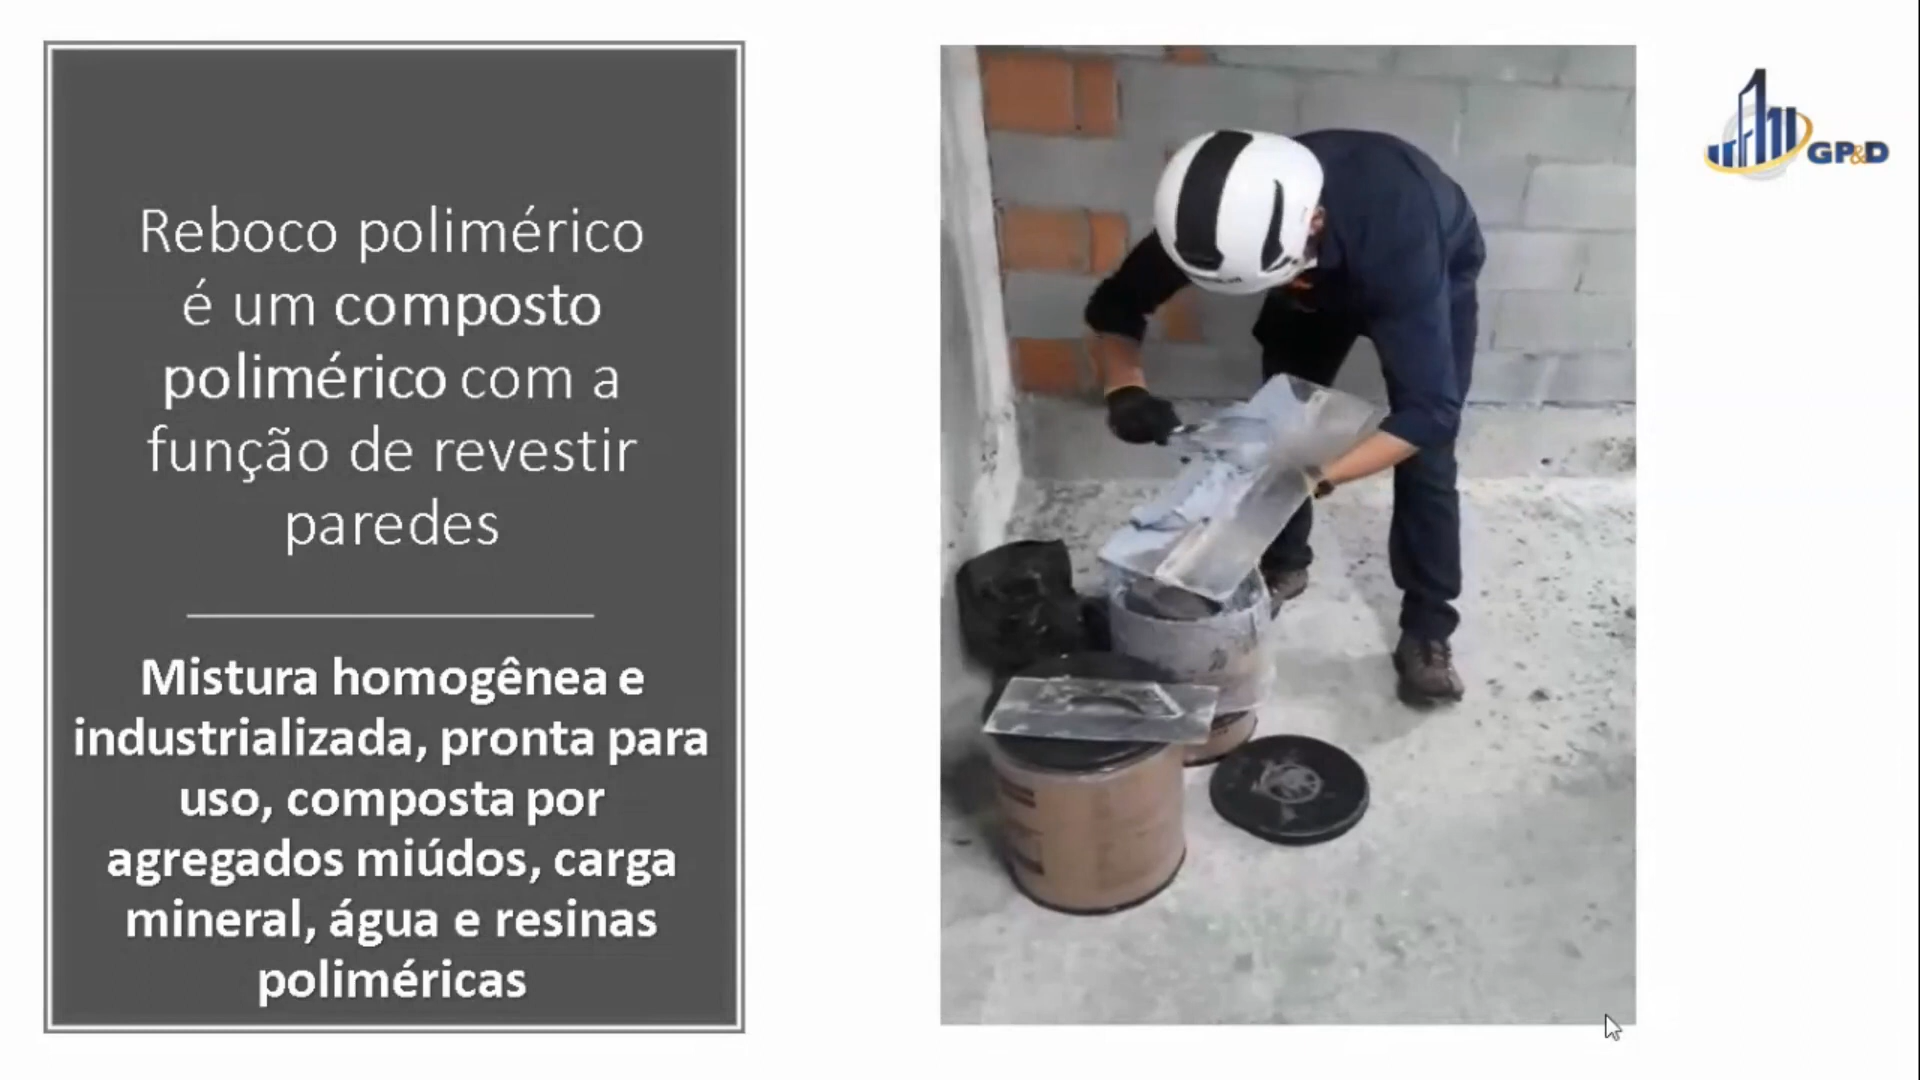 Reboco polimérico
é um composto
polimérico com a
função de revestir
paredes
Mistura homogênea e
industrializada, pronta para
uso, composta por
agregados miúdos, carga
mineral, água e resinas
poliméricas
GP&D